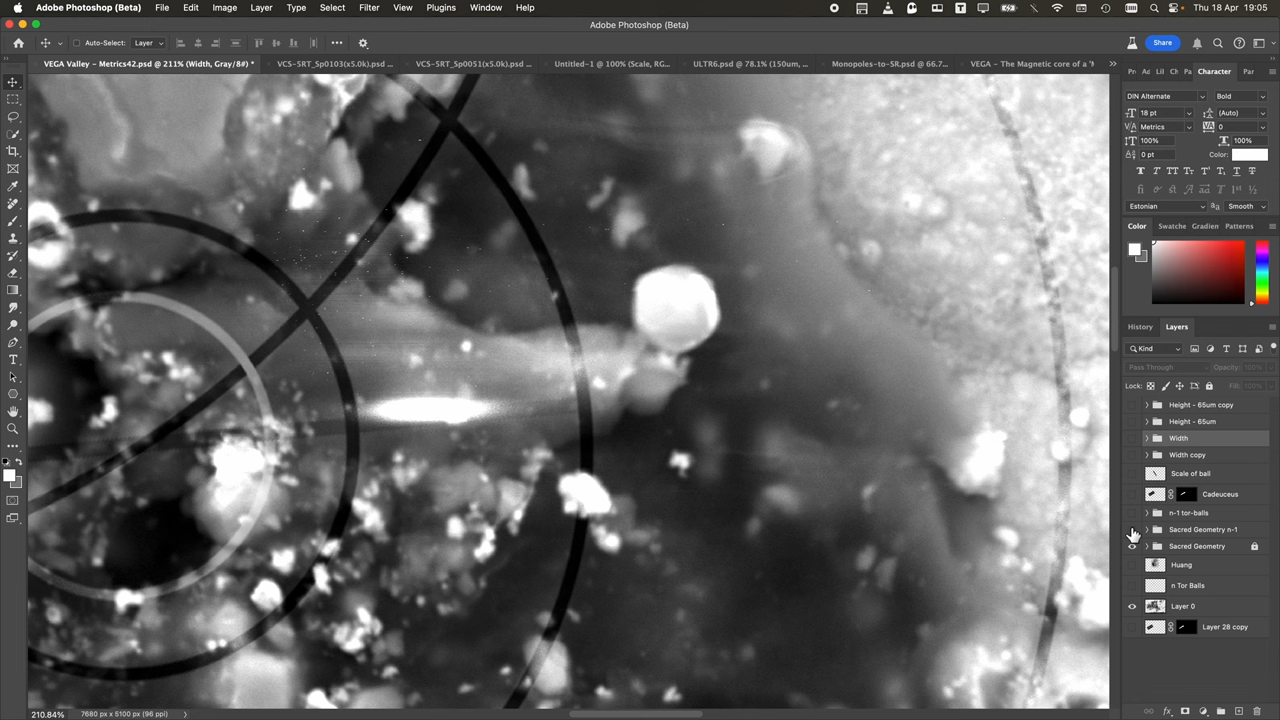 Adobe Photoshop (Beta) File Edit Image Layer Type Select Filter View Plugins Window Help Thu 18 Apr 19:05
Adobe Photoshop (Beta)
Auto-Select: Layer Share
VEGA Valley – Metrics42.psd @ 211% (Width, Gray/8#) * VCS-5RT_Sp0103(x5.0k).psd ... VCS-5RT_Sp0051(x5.0k).psd ... Untitled-1 @ 100% (Scale, RG... ULTR6.psd @ 78.1% (150um, ... Monopoles-to-SR.psd @ 66.7... VEGA – The Magnetic core of a
Character Par
DIN Alternate Bold
18 pt (Auto)
Metrics 0
100% 100%
0 pt Color:
Estonian Smooth
Color Swatche Gradien Patterns
History Layers
Kind
Pass Through Opacity: 100%
Lock: Fill: 100%
Height - 65um copy
Height - 65um
Width
Width copy
Scale of ball
Cadeuceus
n-1 tor-balls
Sacred Geometry n-1
Sacred Geometry
Huang
n Tor Balls
Layer 0
Layer 28 copy
210.84% 7680 px x 5100 px (96 ppi)